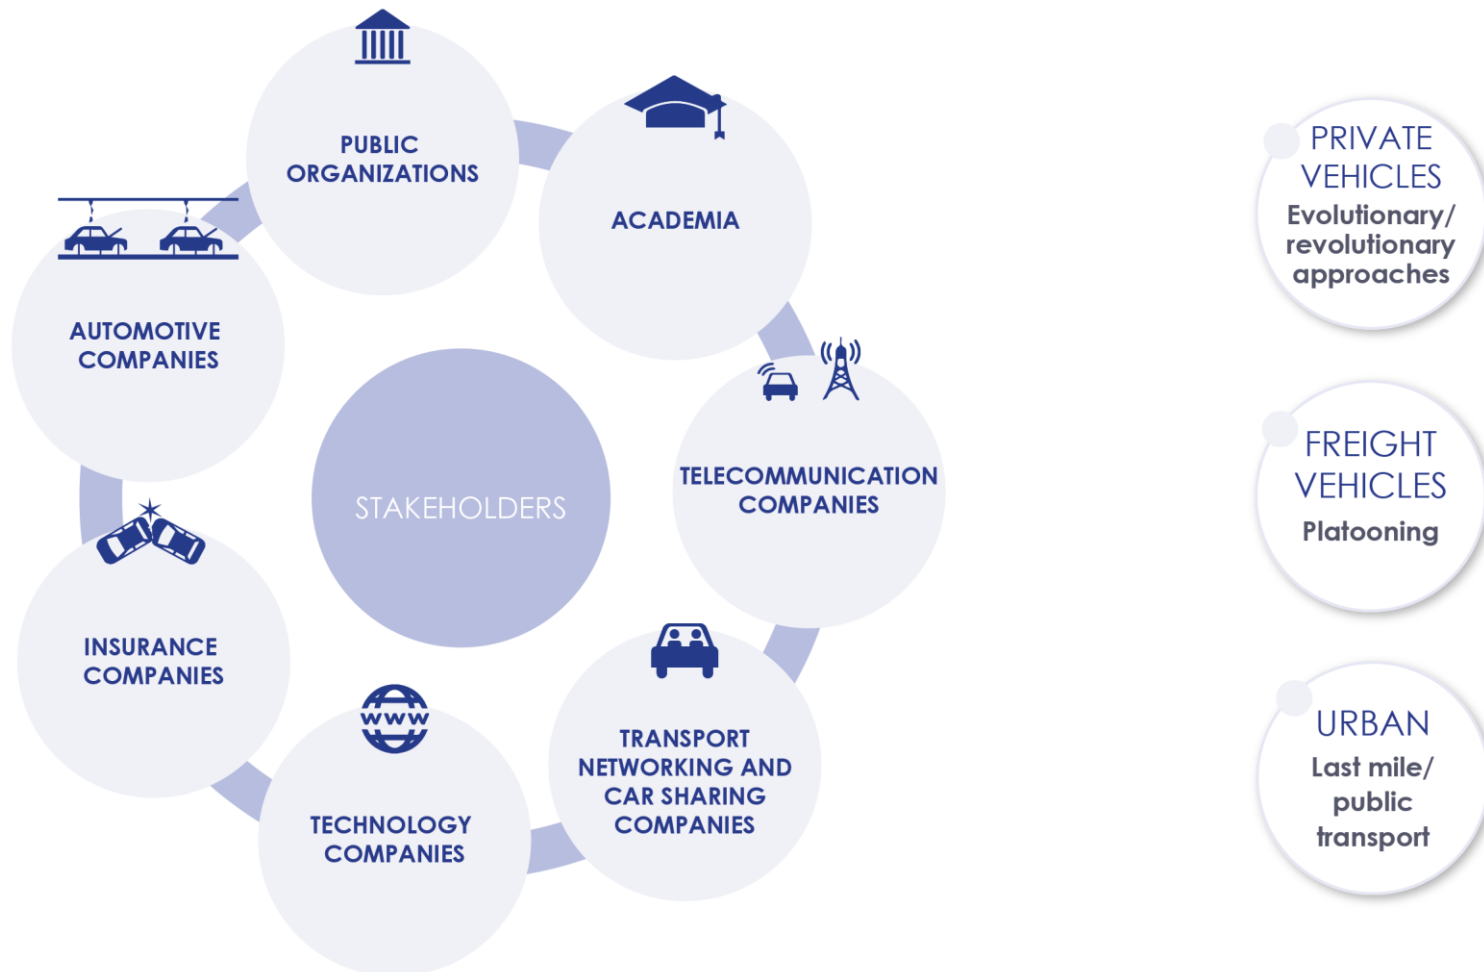 PUBLIC
ORGANIZATIONS
ACADEMIA
AUTOMOTIVE
COMPANIES
TELECOMMUNICATION
COMPANIES
STAKEHOLDERS
INSURANCE
COMPANIES
WWW
TRANSPORT
NETWORKING AND
CAR SHARING
COMPANIES
TECHNOLOGY
COMPANIES
PRIVATE
VEHICLES
Evolutionary/
revolutionary
approaches
FREIGHT
VEHICLES
Platooning
URBAN
Last mile/
public
transport